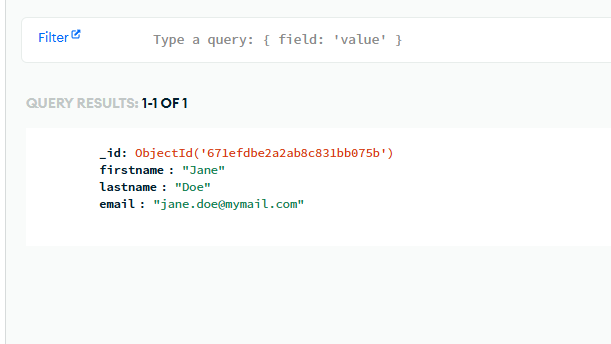 Filter
Type a query: { field: 'value' }
QUERY RESULTS: 1-1 OF 1
_id: ObjectId('671efdbe2a2ab8c831bb075b')
firstname : "Jane"
lastname : "Doe"
email : "jane.doe@mymail.com"